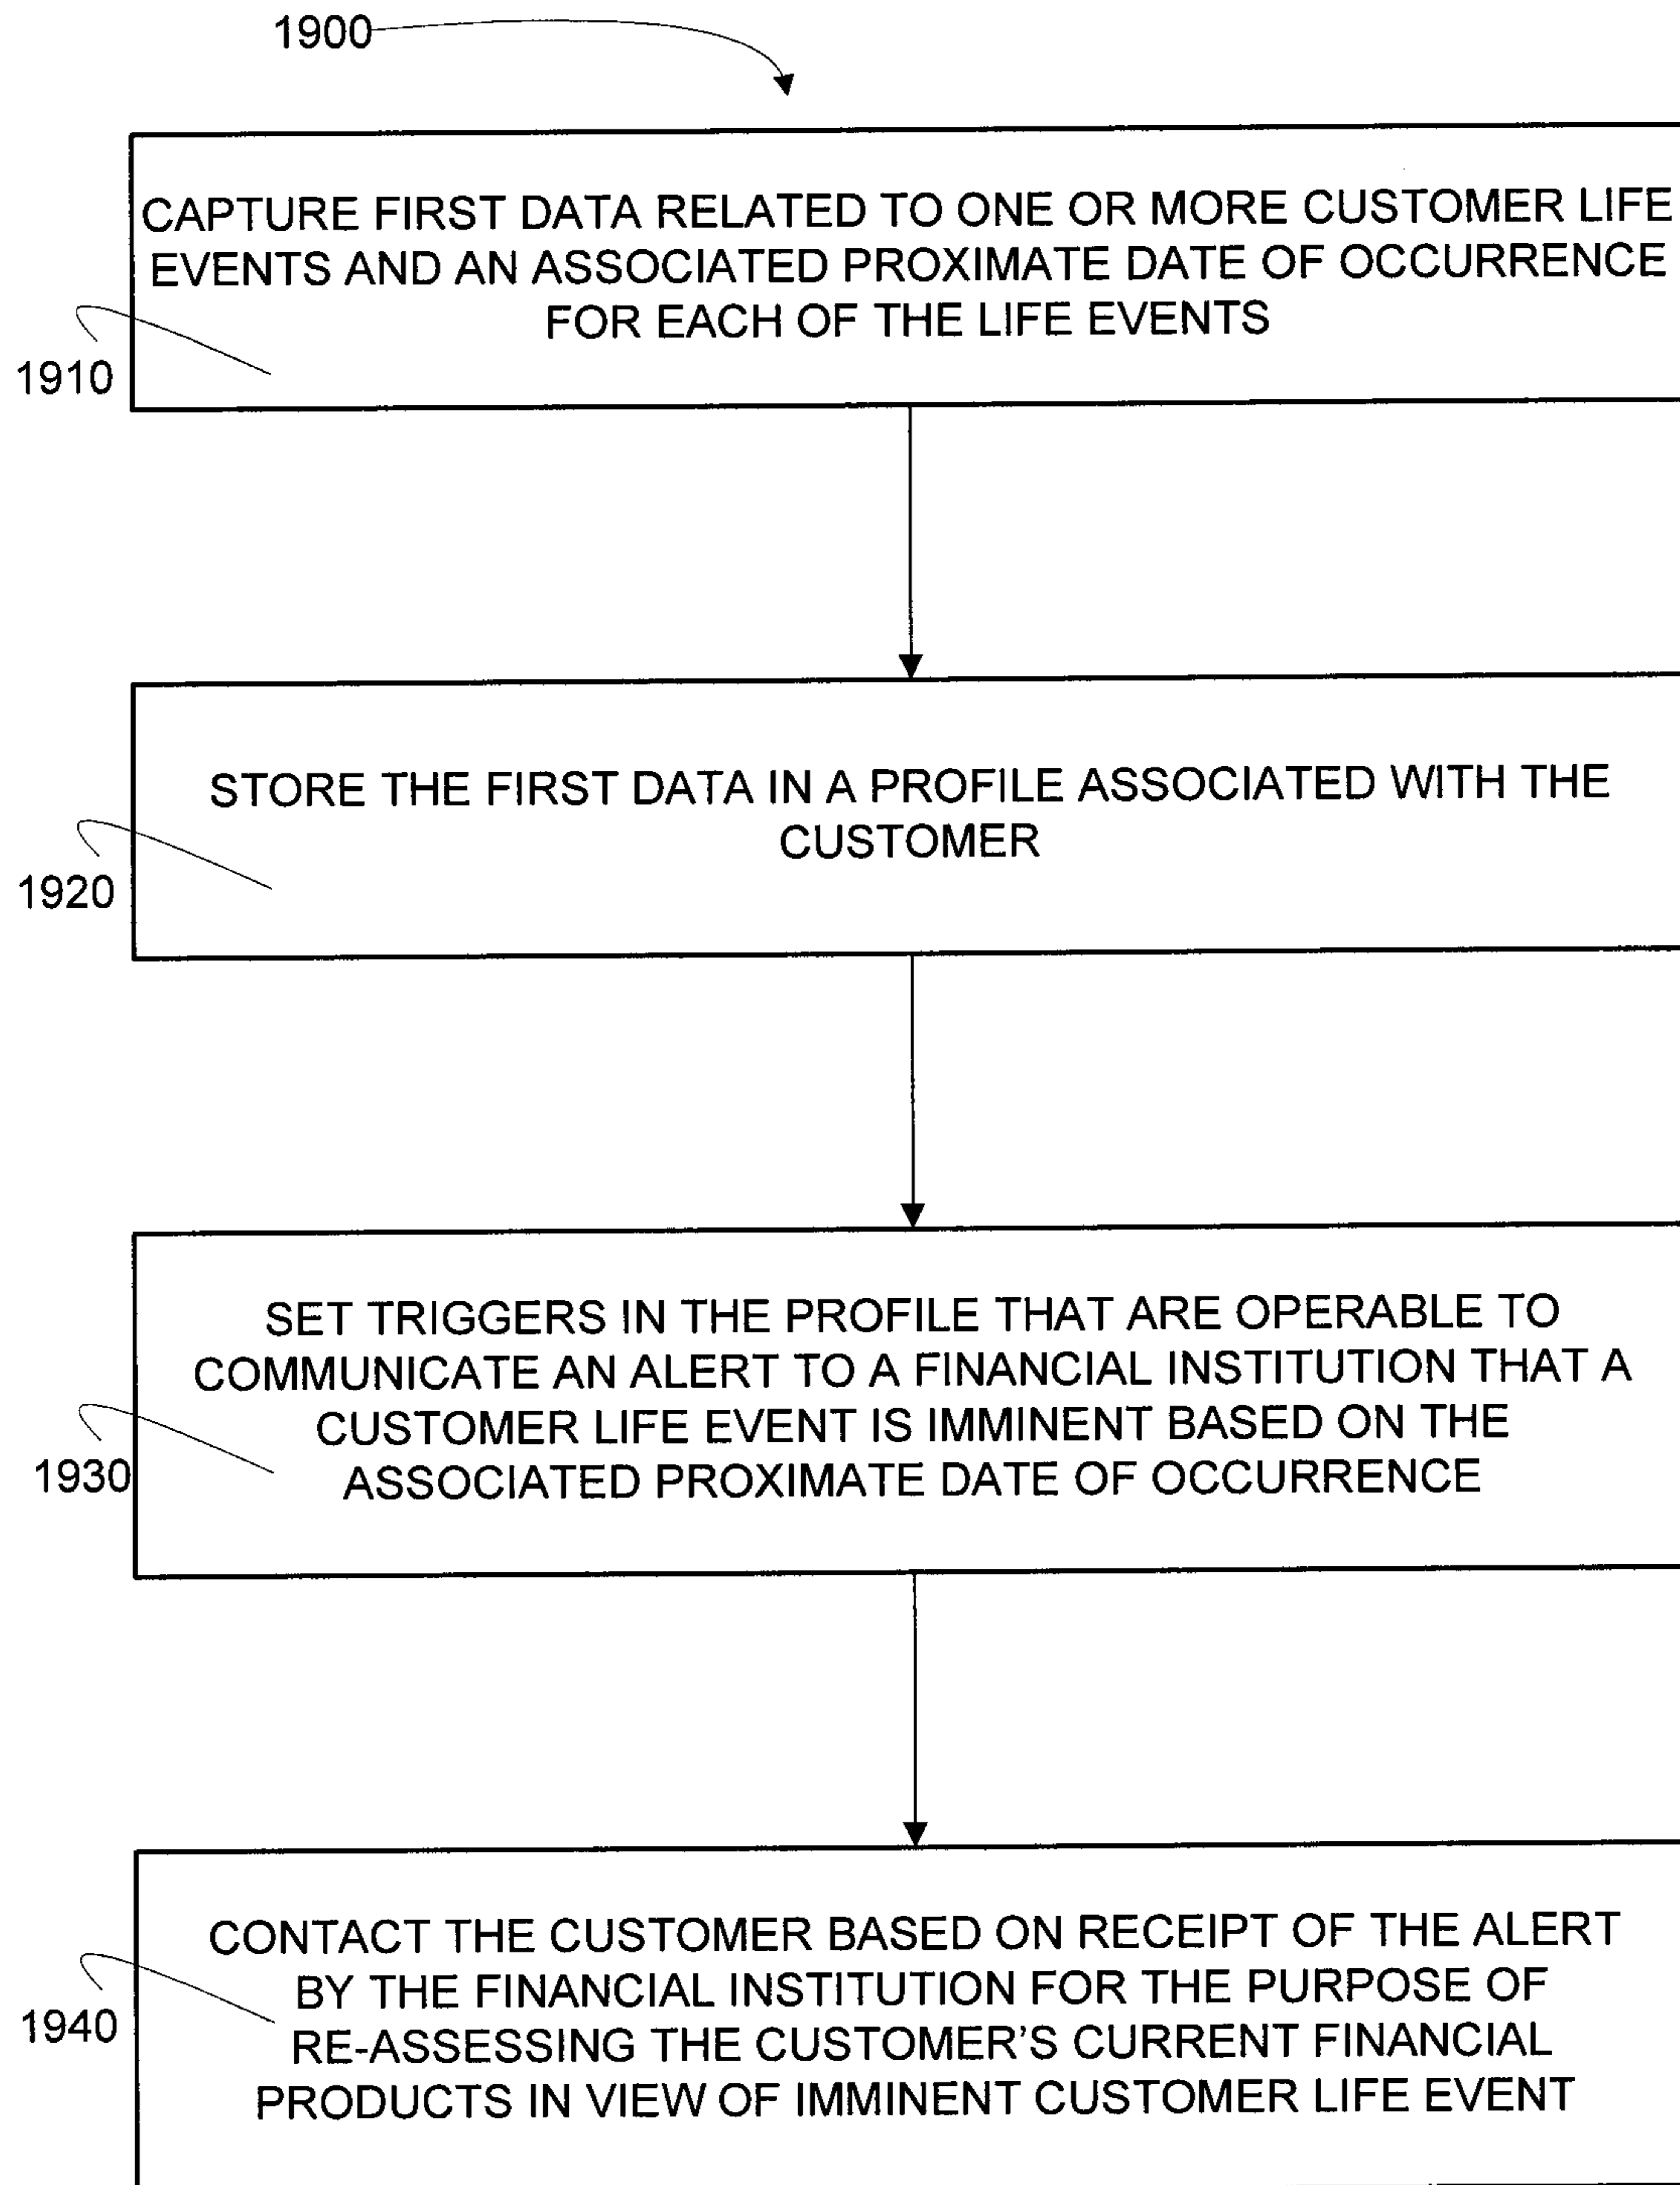 1900
CAPTURE FIRST DATA RELATED TO ONE OR MORE CUSTOMER LIFE
EVENTS AND AN ASSOCIATED PROXIMATE DATE OF OCCURRENCE
FOR EACH OF THE LIFE EVENTS
1910
STORE THE FIRST DATA IN A PROFILE ASSOCIATED WITH THE
CUSTOMER
1920
SET TRIGGERS IN THE PROFILE THAT ARE OPERABLE TO
COMMUNICATE AN ALERT TO A FINANCIAL INSTITUTION THAT A
CUSTOMER LIFE EVENT IS IMMINENT BASED ON THE
ASSOCIATED PROXIMATE DATE OF OCCURRENCE
1930
CONTACT THE CUSTOMER BASED ON RECEIPT OF THE ALERT
BY THE FINANCIAL INSTITUTION FOR THE PURPOSE OF
RE-ASSESSING THE CUSTOMER'S CURRENT FINANCIAL
PRODUCTS IN VIEW OF IMMINENT CUSTOMER LIFE EVENT
1940